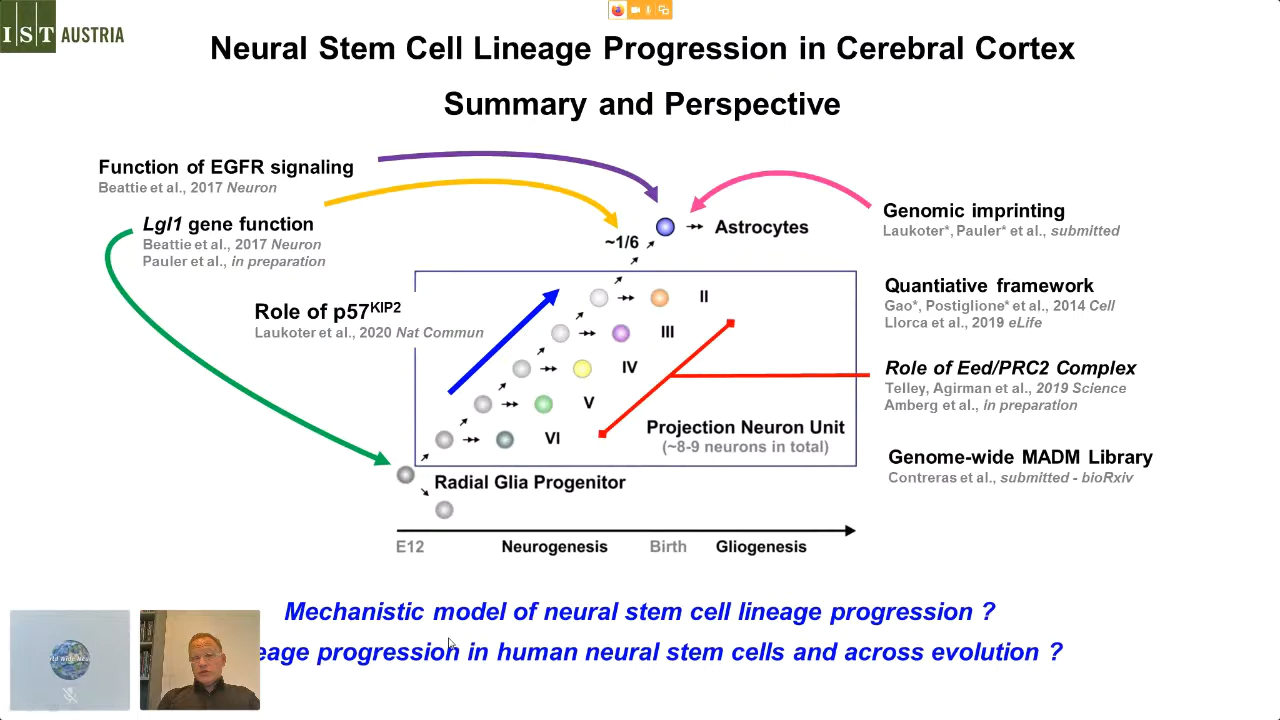 IST AUSTRIA
Neural Stem Cell Lineage Progression in Cerebral Cortex
Summary and Perspective
Function of EGFR signaling
Beattie et al., 2017 Neuron
Lgl1 gene function
Beattie et al., 2017 Neuron
Pauler et al., in preparation
Role of p57KIP2
Laukoter et al., 2020 Nat Commun
~1/6
Astrocytes
II
III
IV
V
VI
Projection Neuron Unit
(~8-9 neurons in total)
Radial Glia Progenitor
E12
Neurogenesis
Birth
Gliogenesis
Genomic imprinting
Laukoter*, Pauler* et al., submitted
Quantiative framework
Gao*, Postiglione* et al., 2014 Cell
Llorca et al., 2019 eLife
Role of Eed/PRC2 Complex
Telley, Agirman et al., 2019 Science
Amberg et al., in preparation
Genome-wide MADM Library
Contreras et al., submitted - bioRxiv
Mechanistic model of neural stem cell lineage progression ?
eage progression in human neural stem cells and across evolution ?